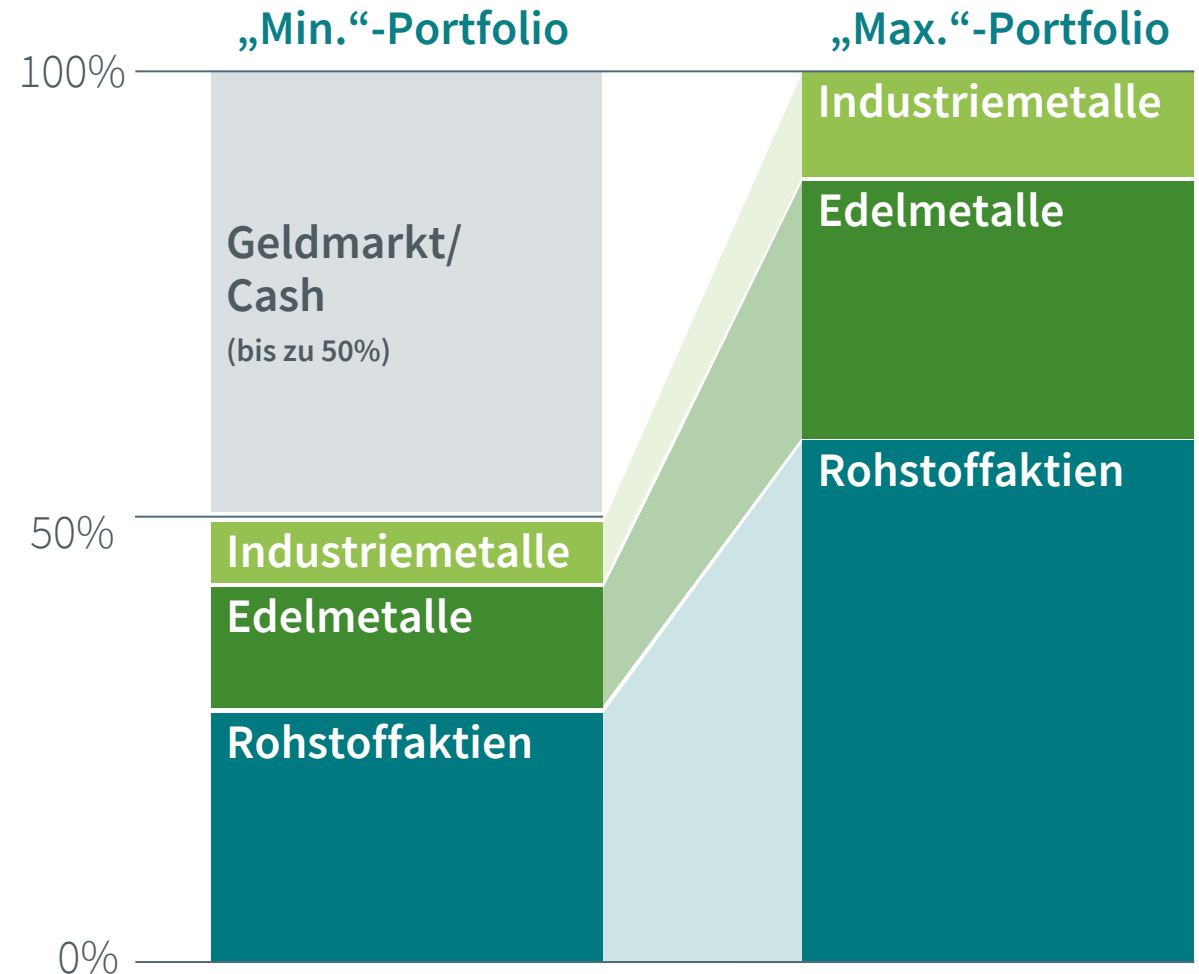 „Min.“-Portfolio
„Max.“-Portfolio
100%
Geldmarkt/
Cash
(bis zu 50%)
50%
Industriemetalle
Edelmetalle
Rohstoffaktien
0%
Industriemetalle
Edelmetalle
Rohstoffaktien